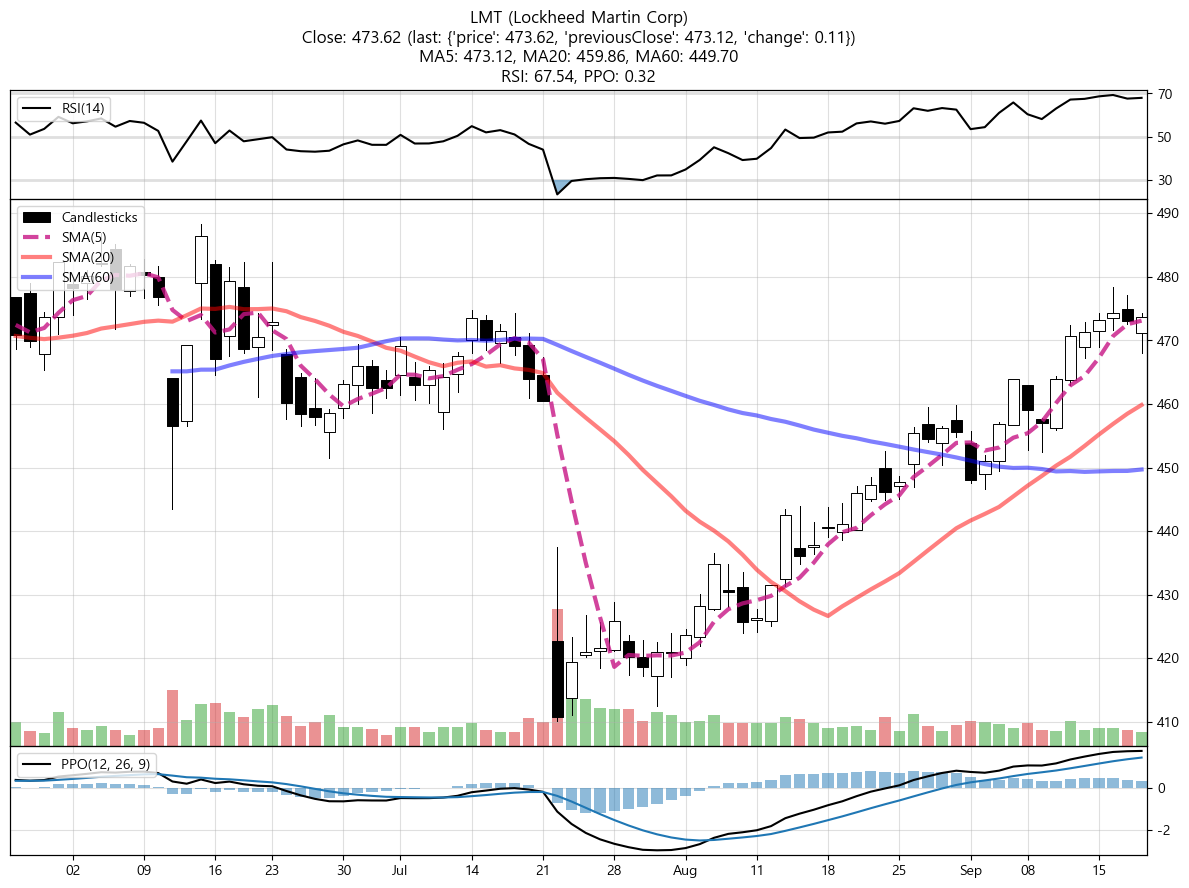 LMT (Lockheed Martin Corp)
Close: 473.62 (last: {'price': 473.62, 'previousClose': 473.12, 'change': 0.11})
MA5: 473.12, MA20: 459.86, MA60: 449.70
RSI: 67.54, PPO: 0.32
RSI(14)
70
50
30
Candlesticks
SMA(5)
SMA(20)
SMA(60)
490
480
470
460
450
440
430
420
410
PPO(12, 26, 9)
0
-2
02 09 16 23 30 Jul 14 21 28 Aug 11 18 25 Sep 08 15